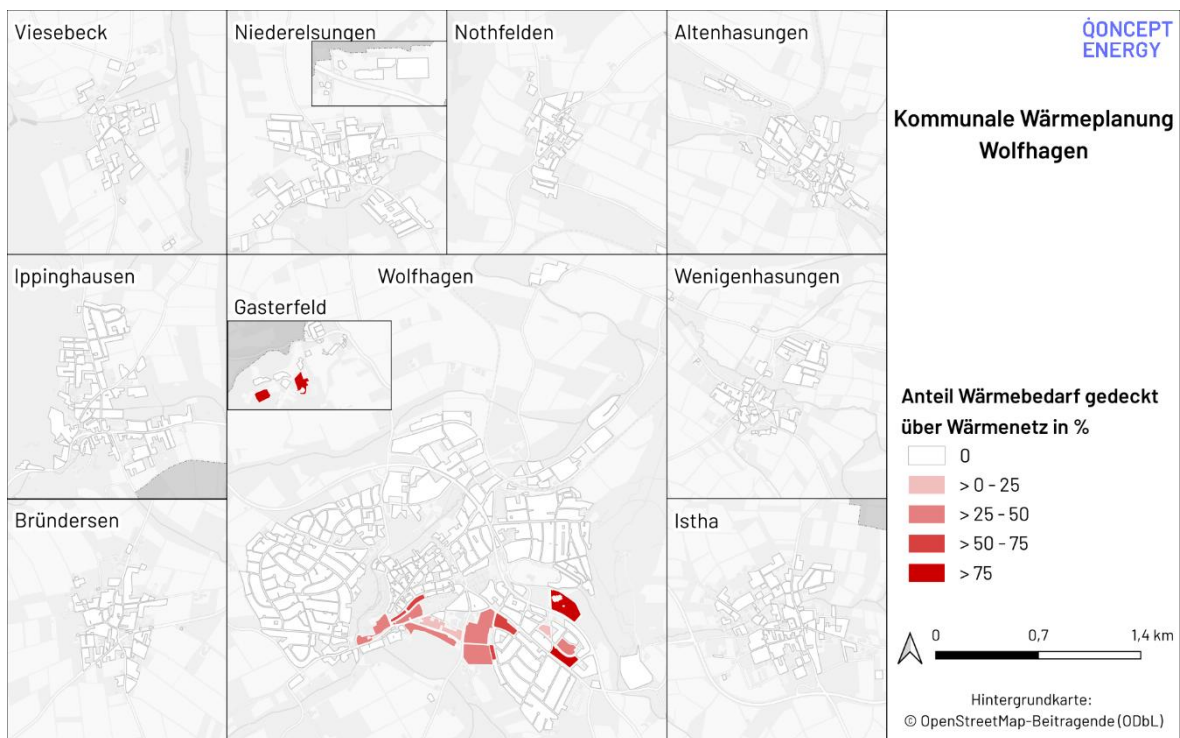 Viesebeck
Niederelsungen
Nothfelden
Altenhasungen
Ippinghausen
Wolfhagen
Gasterfeld
Wenigenhasungen
Bründersen
Istha
QONCEPT
ENERGY
Kommunale Wärmeplanung
Wolfhagen
Anteil Wärmebedarf gedeckt
über Wärmenetz in %
0
> 0 - 25
> 25 - 50
> 50 - 75
> 75
0 0,7 1,4 km
Hintergrundkarte:
© OpenStreetMap-Beitragende (ODbL)